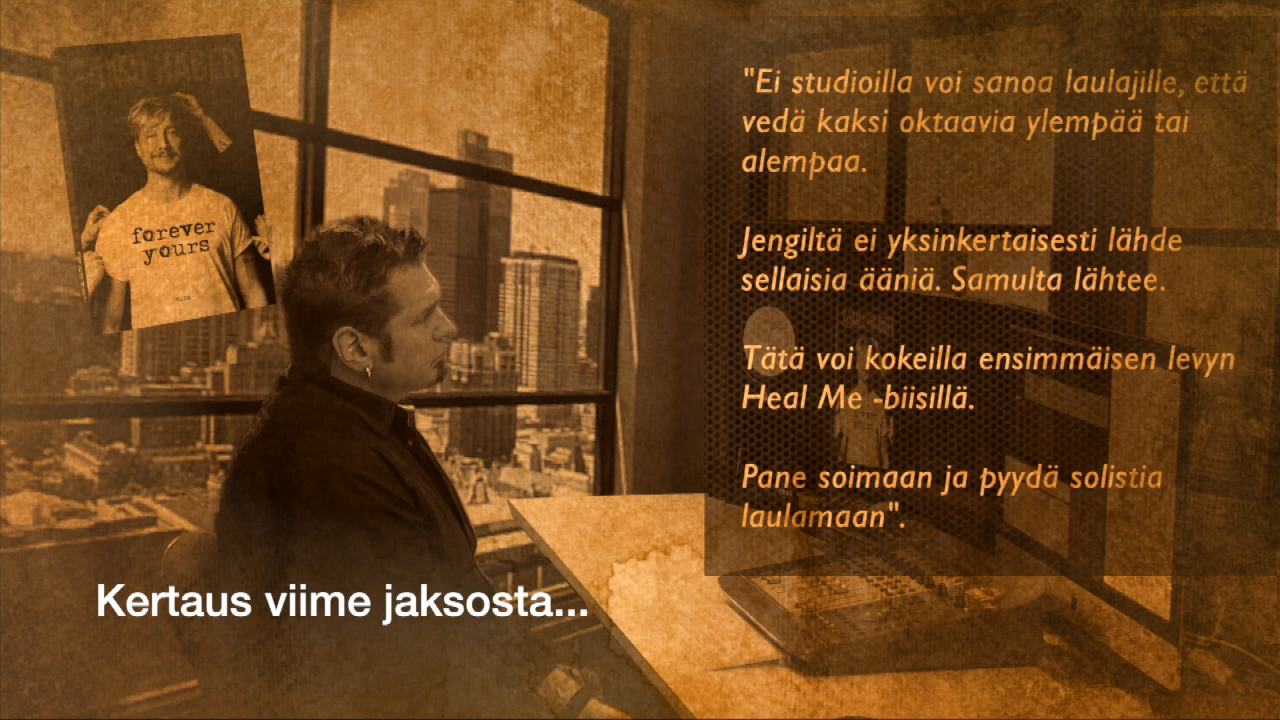 forever
yours
"Ei studioilla voi sanoa laulajille, että
vedä kaksi oktaavia ylempää tai
alempaa.
Jengiltä ei yksinkertaisesti lähde
sellaisia ääniä. Samulta lähtee.
Tätä voi kokeilla ensimmäisen levyn
Heal Me -biisillä.
Pane soimaan ja pyydä solistia
laulamaan".
Kertaus viime jaksosta...